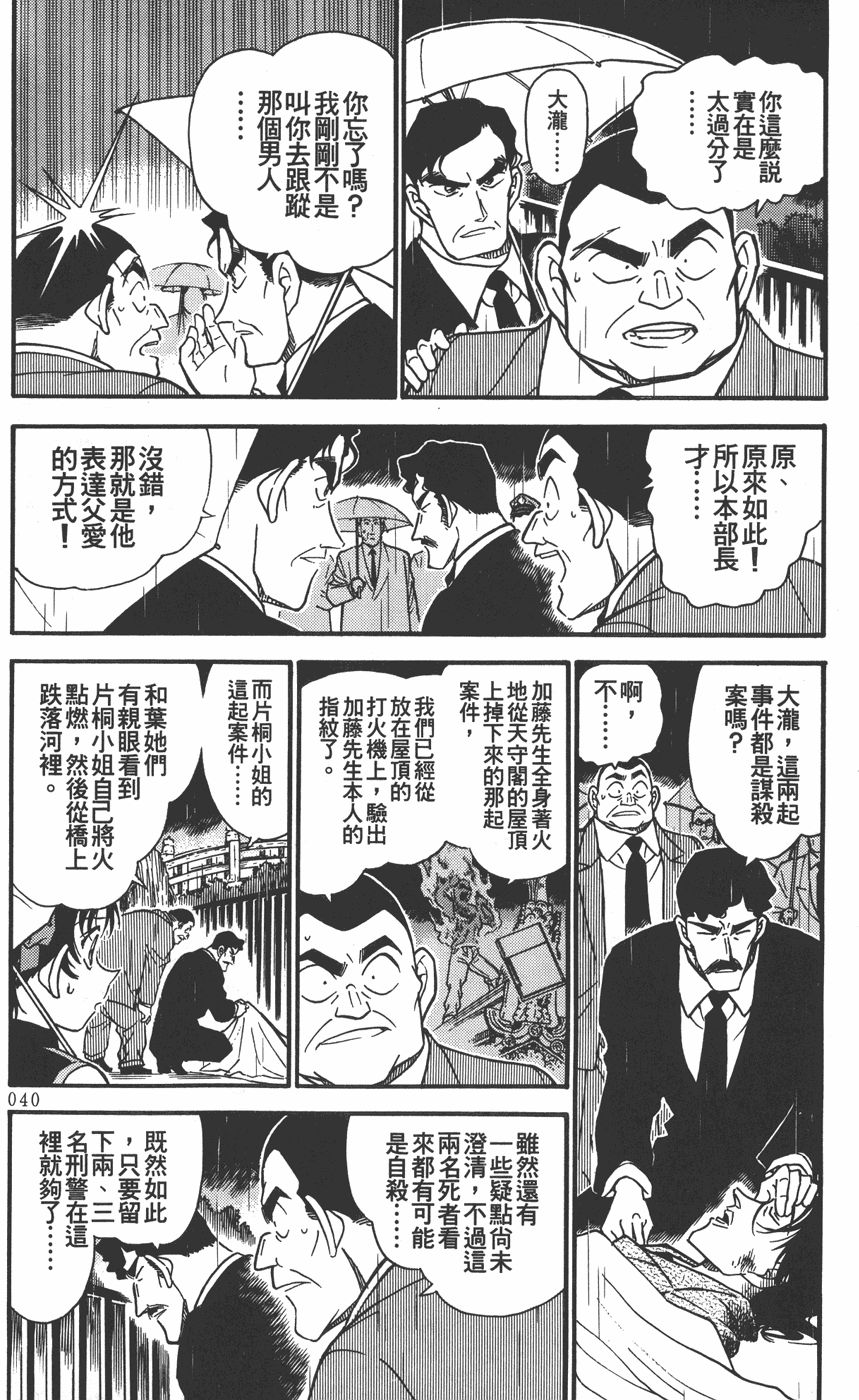 你這麼說
實在是
太過分了
……
大瀧……
你忘了嗎?
我剛剛不是
叫你去跟蹤
那個男人
……
原、
原來如此!
所以本部長
才……
沒錯,
那就是他
表達父愛
的方式!
大瀧,這兩起
事件都是謀殺
案嗎?
啊,
不……
加藤先生全身著火
地從天守閣的屋頂
上掉下來的那起
案件,
我們已經從
放在屋頂的
打火機上,驗出
加藤先生本人的
指紋了。
而片桐小姐的
這起案件……
和葉她們
有親眼看到
片桐小姐自己將火
點燃,然後從橋上
跌落河裡。
040
雖然還有
一些疑點尚未
澄清,不過這
兩名死者看
來都有可能
是自殺……
既然如此
,只要留
下兩、三
名刑警在這
裡就夠了……